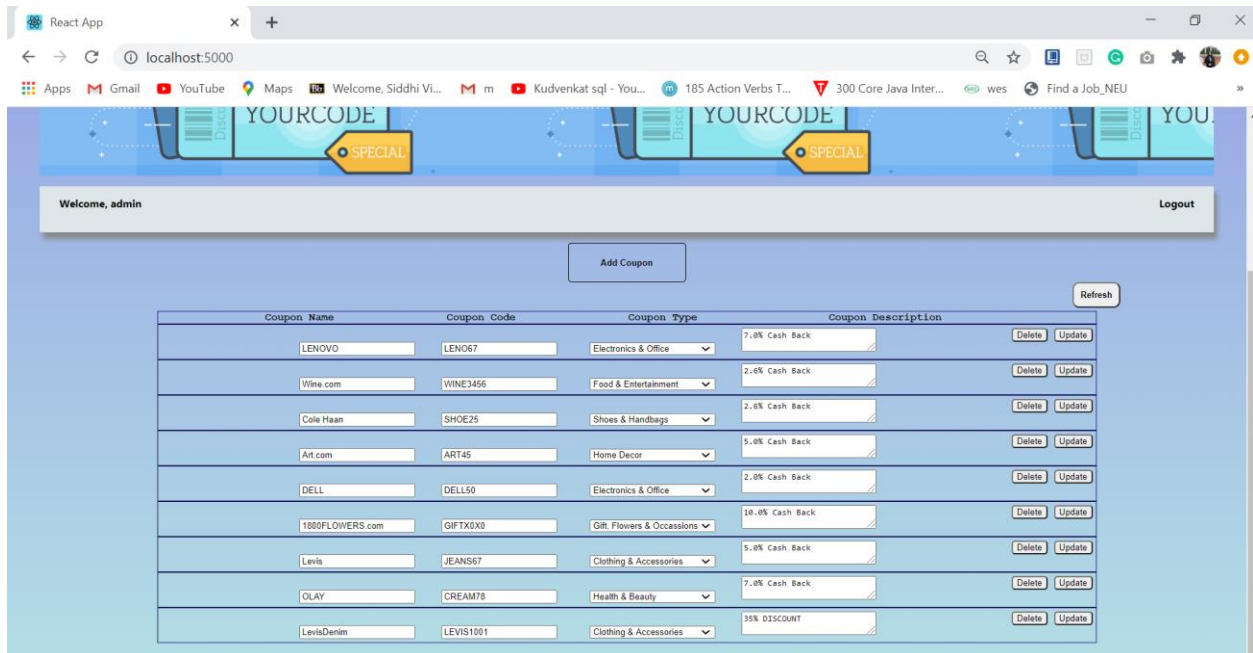 React App
localhost:5000
Apps Gmail YouTube Maps Welcome, Siddhi Vi... m Kudvenkat sql - You... 185 Action Verbs T... 300 Core Java Inter... wes Find a Job_NEU »
Disco YOURCODE SPECIAL Disco YOURCODE SPECIAL Disco YOU
Welcome, admin Logout
Add Coupon
Refresh
Coupon Name Coupon Code Coupon Type Coupon Description
LENOVO LENO67 Electronics & Office 7.0% Cash Back Delete Update
Wine.com WINE3456 Food & Entertainment 2.6% Cash Back Delete Update
Cole Haan SHOE25 Shoes & Handbags 2.6% Cash Back Delete Update
Art.com ART45 Home Decor 5.0% Cash Back Delete Update
DELL DELL50 Electronics & Office 2.0% Cash Back Delete Update
1800FLOWERS.com GIFTX0X0 Gift, Flowers & Occassions 10.0% Cash Back Delete Update
Levis JEANS67 Clothing & Accessories 5.0% Cash Back Delete Update
OLAY CREAM78 Health & Beauty 7.0% Cash Back Delete Update
LevisDenim LEVIS1001 Clothing & Accessories 35% DISCOUNT Delete Update